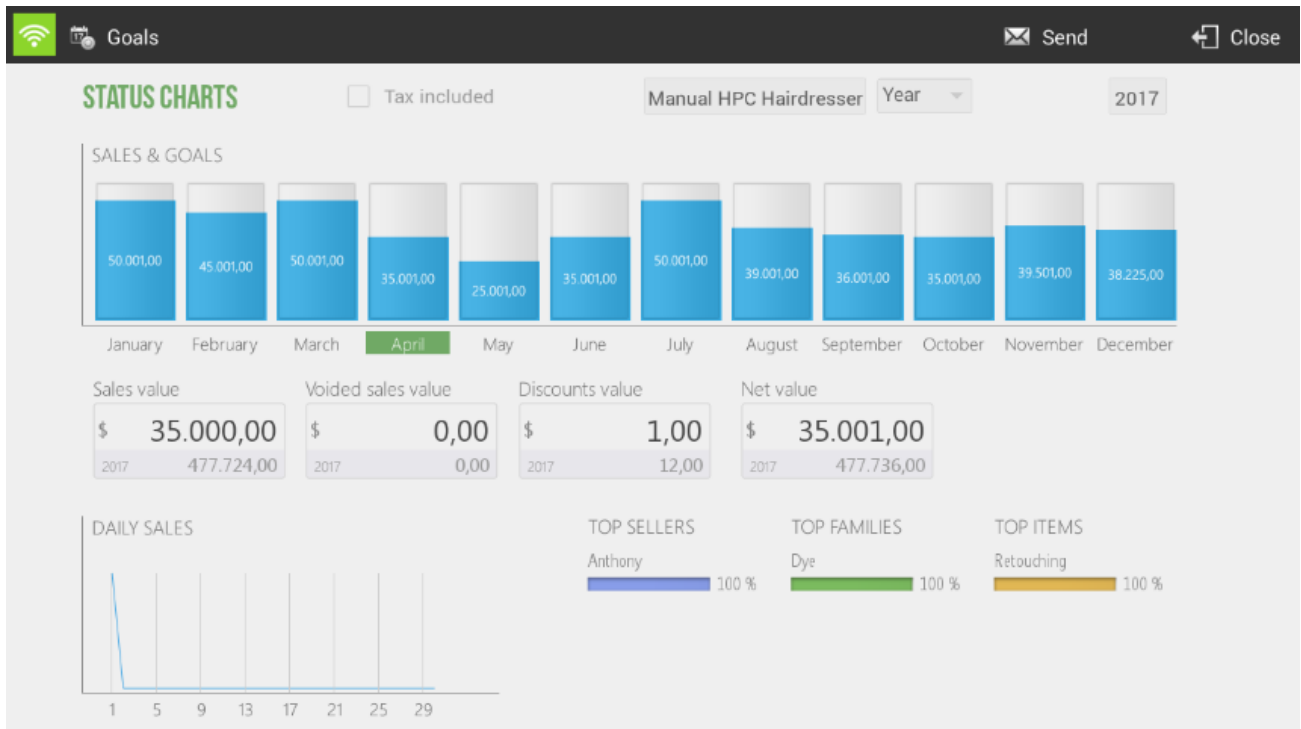 Goals Send Close
STATUS CHARTS Tax included Manual HPC Hairdresser Year 2017
SALES & GOALS
50.001,00 45.001,00 50.001,00 35.001,00 25.001,00 35.001,00 50.001,00 39.001,00 36.001,00 35.001,00 39.501,00 38.225,00
January February March April May June July August September October November December
Sales value Voided sales value Discounts value Net value
$ 35.000,00 $ 0,00 $ 1,00 $ 35.001,00
2017 477.724,00 2017 0,00 2017 12,00 2017 477.736,00
DAILY SALES TOP SELLERS TOP FAMILIES TOP ITEMS
Anthony Dye Retouching
100 % 100 % 100 %
1 5 9 13 17 21 25 29